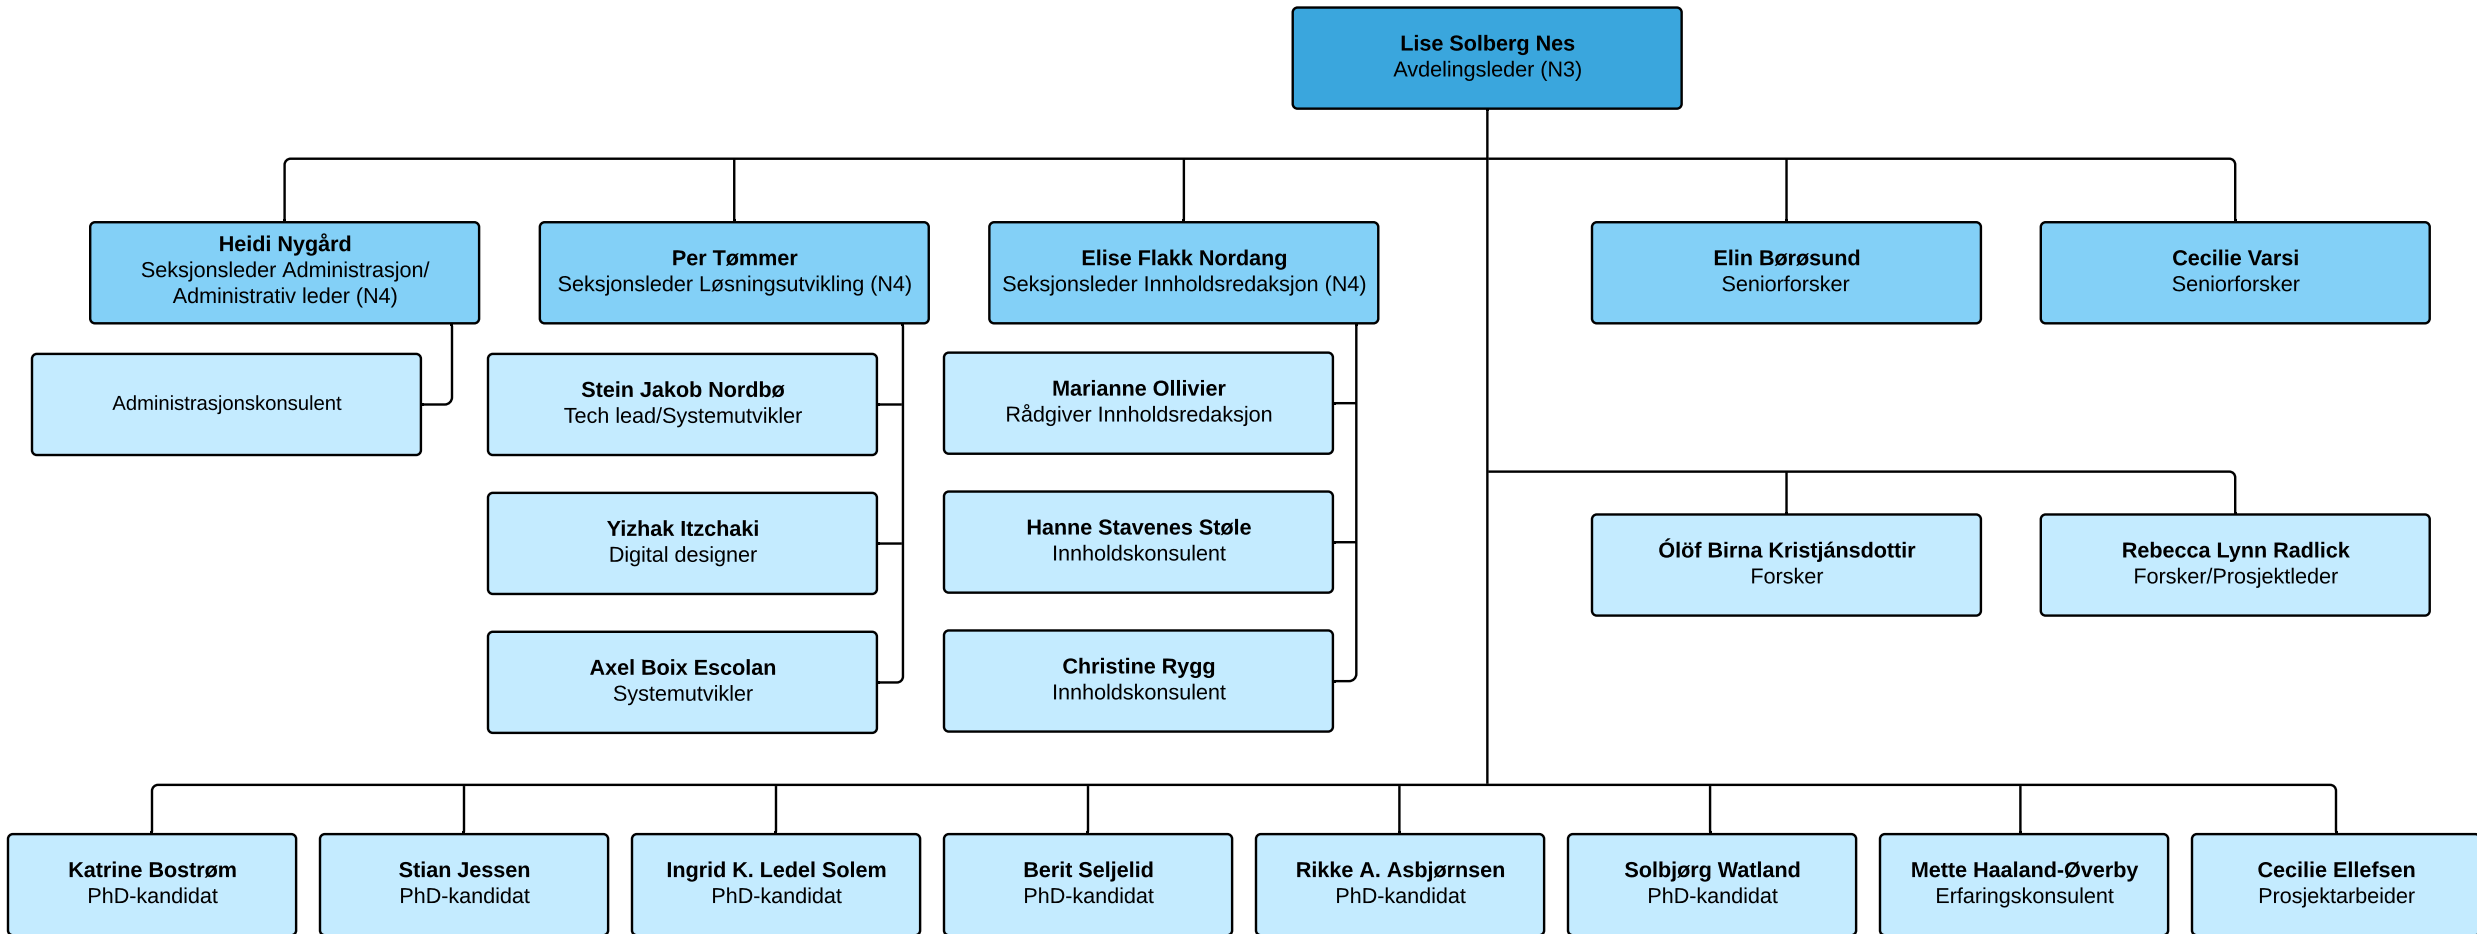 Lise Solberg Nes
Avdelingsleder (N3)
Heidi Nygård
Seksjonsleder Administrasjon/
Administrativ leder (N4)
Per Tømmer
Seksjonsleder Løsningsutvikling (N4)
Elise Flakk Nordang
Seksjonsleder Innholdsredaksjon (N4)
Elin Børøsund
Seniorforsker
Cecilie Varsi
Seniorforsker
Administrasjonskonsulent
Stein Jakob Nordbø
Tech lead/Systemutvikler
Marianne Ollivier
Rådgiver Innholdsredaksjon
Yizhak Itzchaki
Digital designer
Hanne Stavenes Støle
Innholdskonsulent
Ólöf Birna Kristjánsdottir
Forsker
Rebecca Lynn Radlick
Forsker/Prosjektleder
Axel Boix Escolan
Systemutvikler
Christine Rygg
Innholdskonsulent
Katrine Bostrøm
PhD-kandidat
Stian Jessen
PhD-kandidat
Ingrid K. Ledel Solem
PhD-kandidat
Berit Seljelid
PhD-kandidat
Rikke A. Asbjørnsen
PhD-kandidat
Solbjørg Watland
PhD-kandidat
Mette Haaland-Øverby
Erfaringskonsulent
Cecilie Ellefsen
Prosjektarbeider